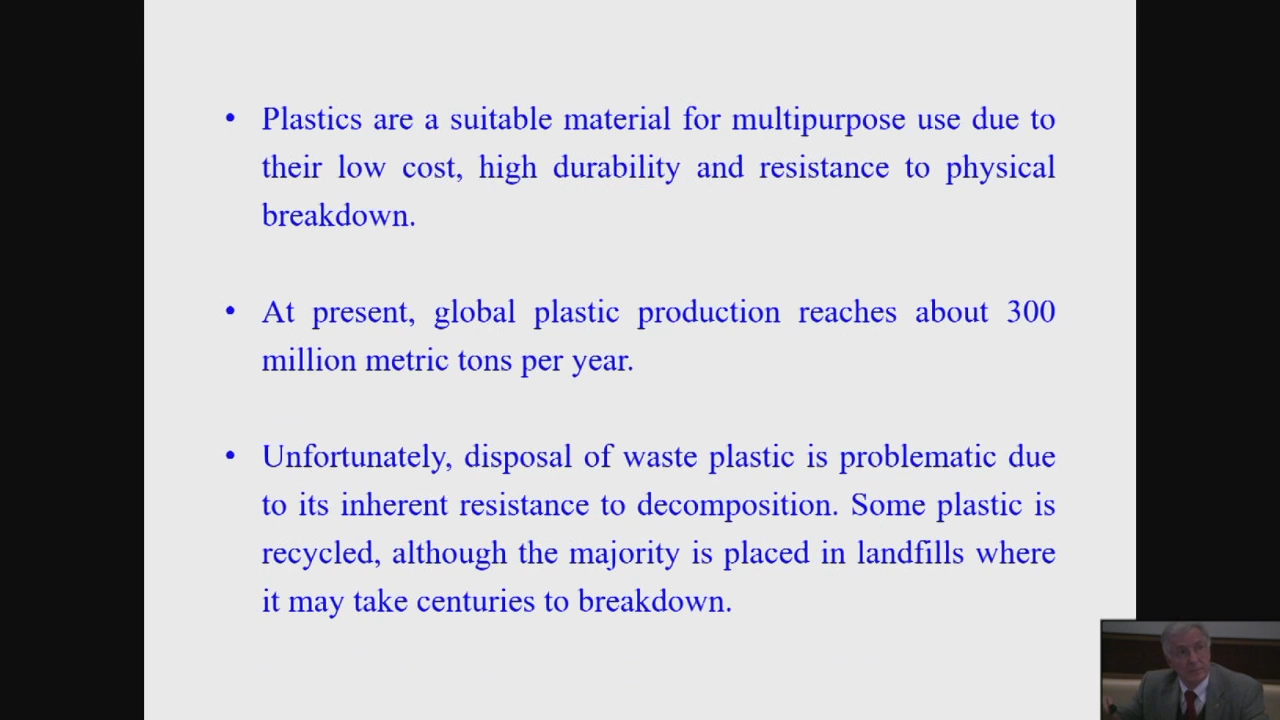 • Plastics are a suitable material for multipurpose use due to
their low cost, high durability and resistance to physical
breakdown.
• At present, global plastic production reaches about 300
million metric tons per year.
• Unfortunately, disposal of waste plastic is problematic due
to its inherent resistance to decomposition. Some plastic is
recycled, although the majority is placed in landfills where
it may take centuries to breakdown.